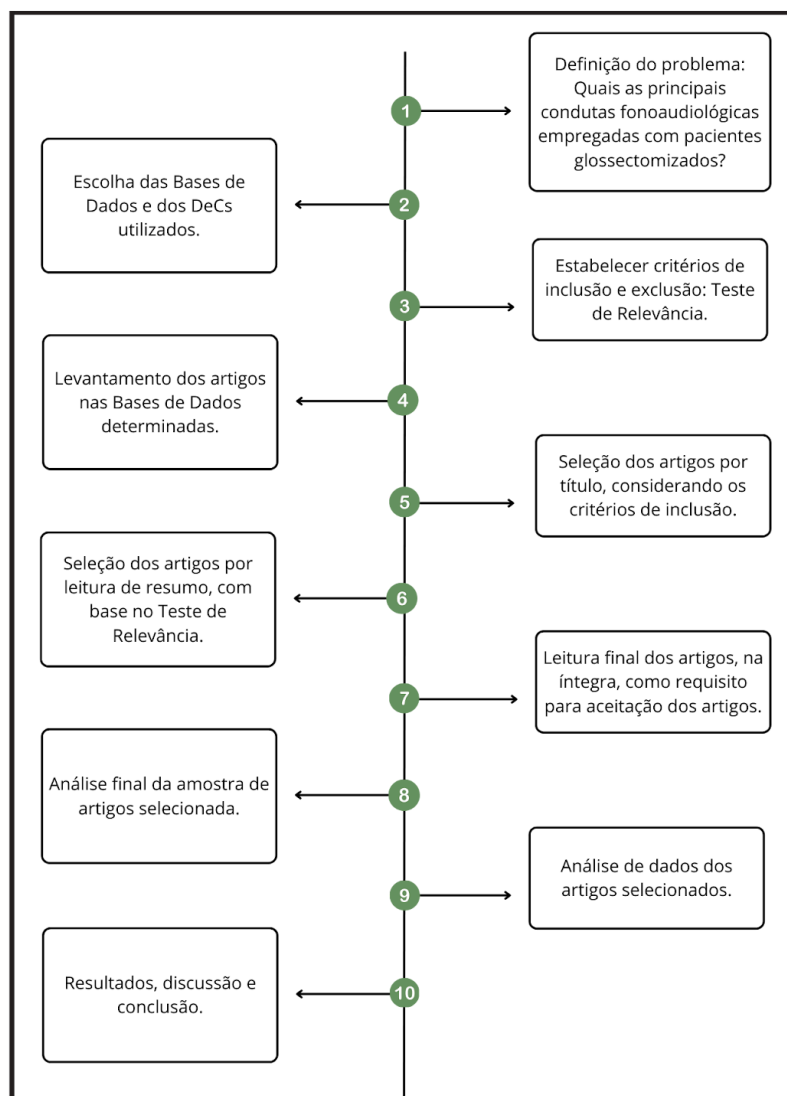 Definição do problema:
Quais as principais
condutas fonoaudiológicas
empregadas com pacientes
glossectomizados?
1
Escolha das Bases de
Dados e dos DeCs
utilizados.
2
Estabelecer critérios de
inclusão e exclusão: Teste
de Relevância.
3
Levantamento dos artigos
nas Bases de Dados
determinadas.
4
Seleção dos artigos por
título, considerando os
critérios de inclusão.
5
Seleção dos artigos por
leitura de resumo, com
base no Teste de
Relevância.
6
Leitura final dos artigos, na
íntegra, como requisito
para aceitação dos artigos.
7
Análise final da amostra de
artigos selecionada.
8
Análise de dados dos
artigos selecionados.
9
Resultados, discussão e
conclusão.
10